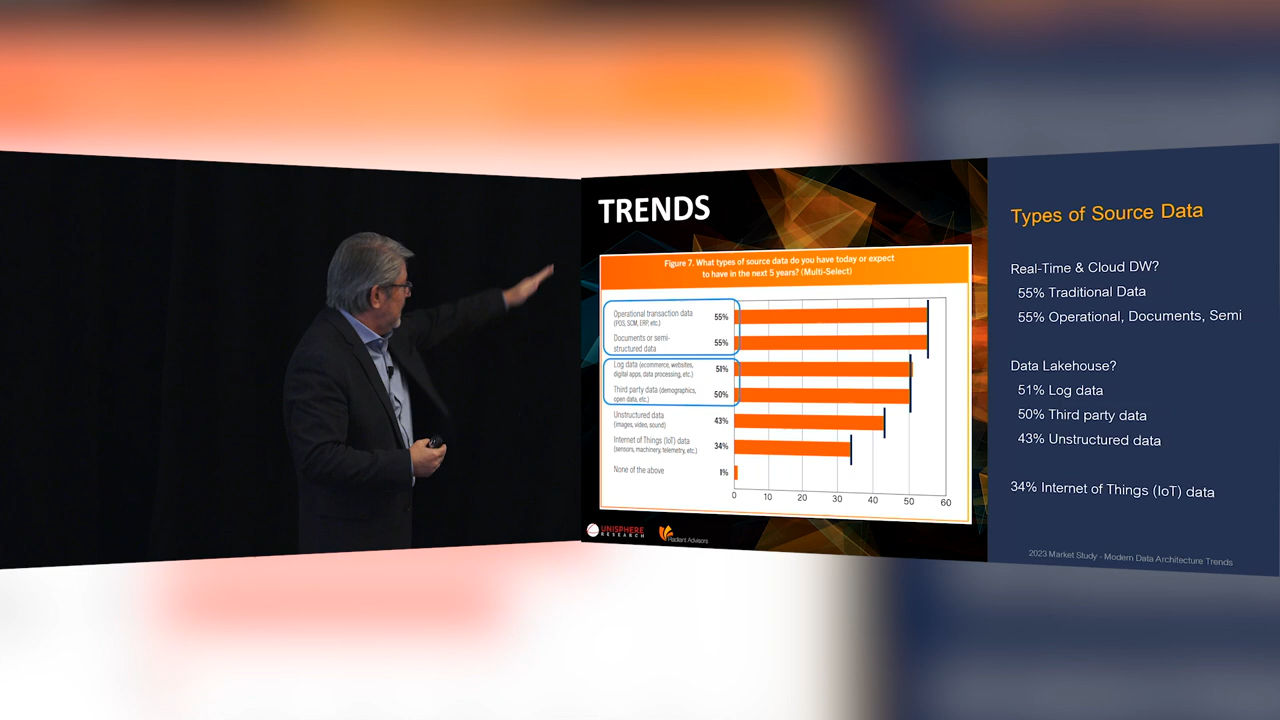 TRENDS
Figure 7. What types of source data do you have today or expect
to have in the next 5 years? (Multi-Select)
Operational transaction data
(POS, SCM, ERP, etc.)
55%
Documents or semi-
structured data
55%
Log data (ecommerce, websites,
digital apps, data processing, etc.)
51%
Third party data (demographics,
open data, etc.)
50%
Unstructured data
(images, video, sound)
43%
Internet of Things (IoT) data
(sensors, machinery, telemetry, etc.)
34%
None of the above
1%
0 10 20 30 40 50 60
UNISPHERE
RESEARCH
Radiant Advisors
Types of Source Data
Real-Time & Cloud DW?
55% Traditional Data
55% Operational, Documents, Semi
Data Lakehouse?
51% Log data
50% Third party data
43% Unstructured data
34% Internet of Things (IoT) data
2023 Market Study - Modern Data Architecture Trends